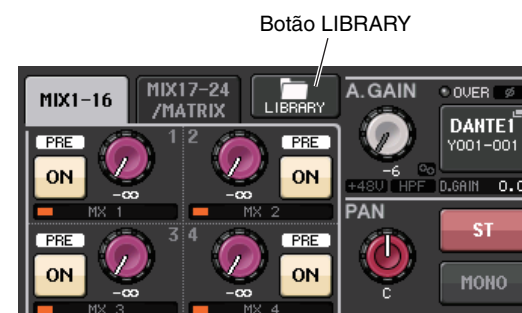 Botão LIBRARY
MIX1-16
MIX17-24
/MATRIX
LIBRARY
A.GAIN
OVER ø
DANTE1
Y001-001
-6
+48V HPF D.GAIN 0.0
PRE 1 2 PRE
ON ON
-∞ -∞
MX 1 MX 2
PAN
ST
PRE 3 4 PRE
ON ON
-∞ -∞
MX 3 MX 4
C
MONO